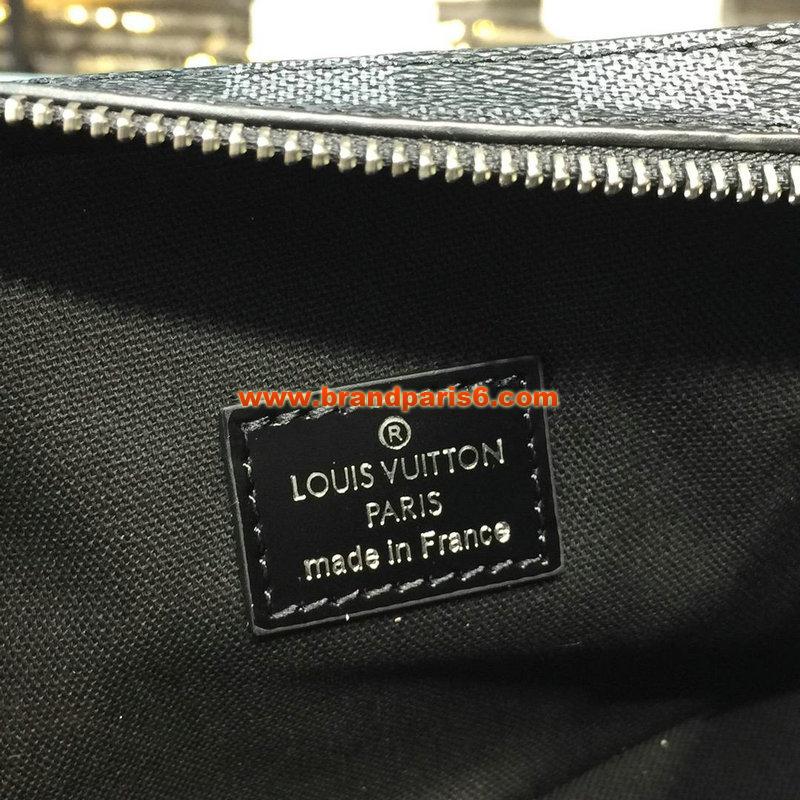 www.brandparis6.com
®
LOUIS VUITTON
PARIS
made in France